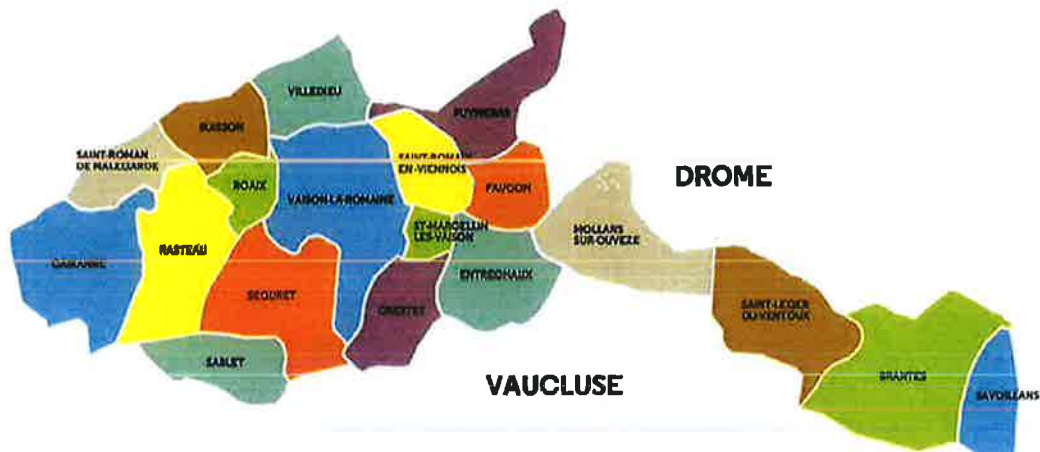 VILLEDIEU
PUYMERAS
BUISSON
SAINT-ROMAN
DE MALEGARDE
SAINT-ROMAIN
EN-VIENNOIS
ROAIX
FAUCON
DROME
VAISON-LA-ROMAINE
ST-MARCELLIN
LES-VAISON
MOLLANS
SUR-OUVEZE
RASTEAU
CAIRANNE
ENTRECHAUX
SEGURET
CRESTET
SAINT-LEGER
DU-VENTOUX
SABLET
VAUCLUSE
BRANTES
SAVOILLANS